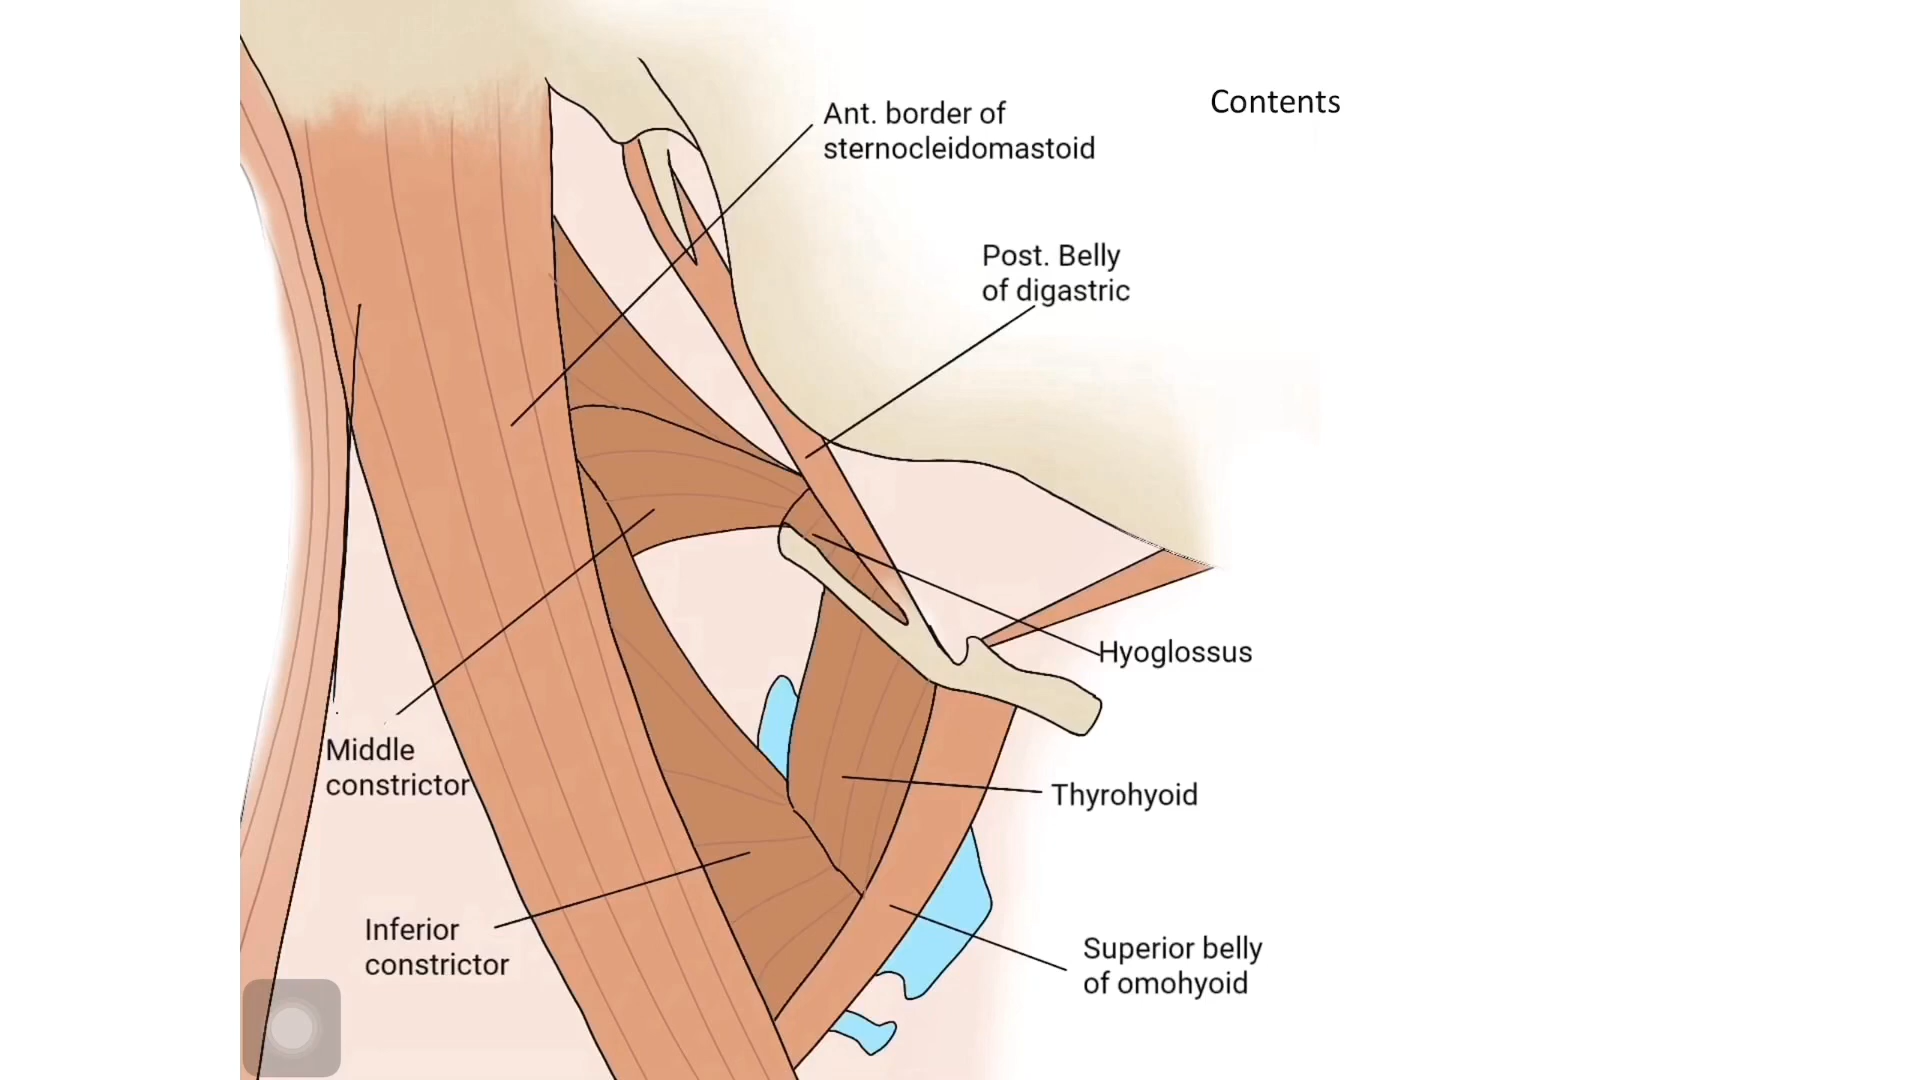 Contents
Ant. border of
sternocleidomastoid
Post. Belly
of digastric
Hyoglossus
Middle
constrictor
Thyrohyoid
Inferior
constrictor
Superior belly
of omohyoid